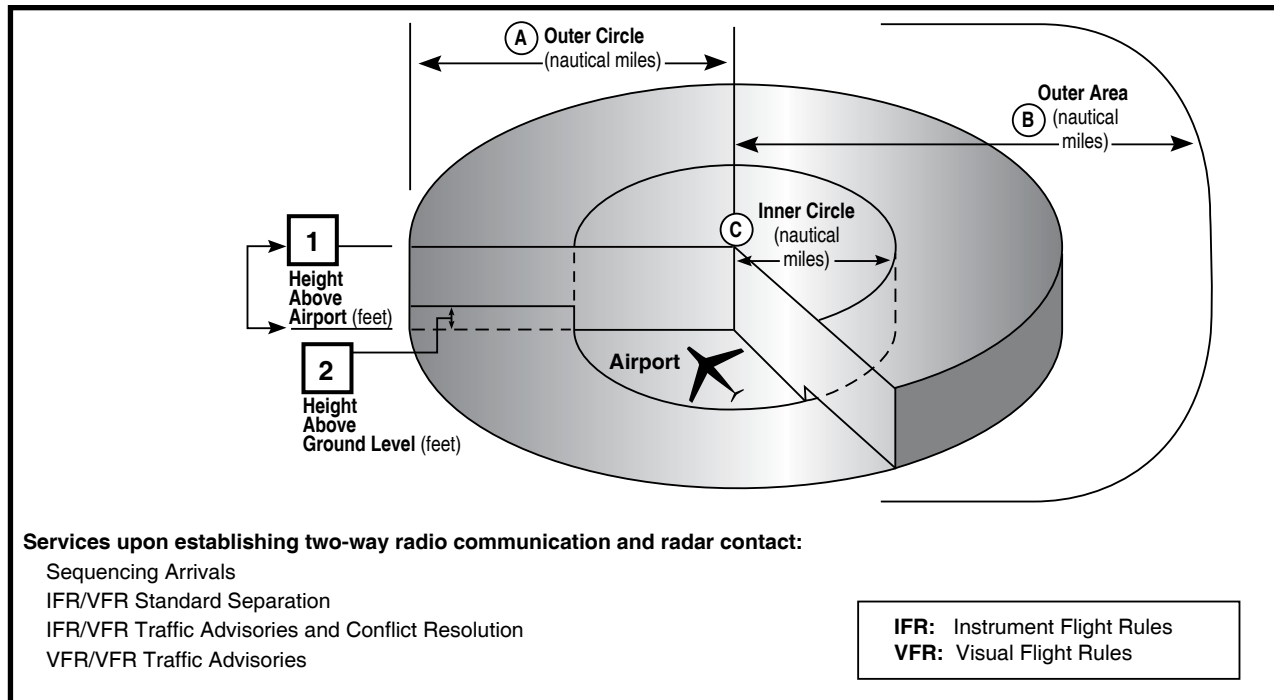 A Outer Circle
(nautical miles)
Outer Area
B (nautical
miles)
C Inner Circle
(nautical
miles)
1
Height
Above
Airport (feet)
2
Height
Above
Ground Level (feet)
Airport
Services upon establishing two-way radio communication and radar contact:
Sequencing Arrivals
IFR/VFR Standard Separation
IFR/VFR Traffic Advisories and Conflict Resolution
VFR/VFR Traffic Advisories
IFR: Instrument Flight Rules
VFR: Visual Flight Rules